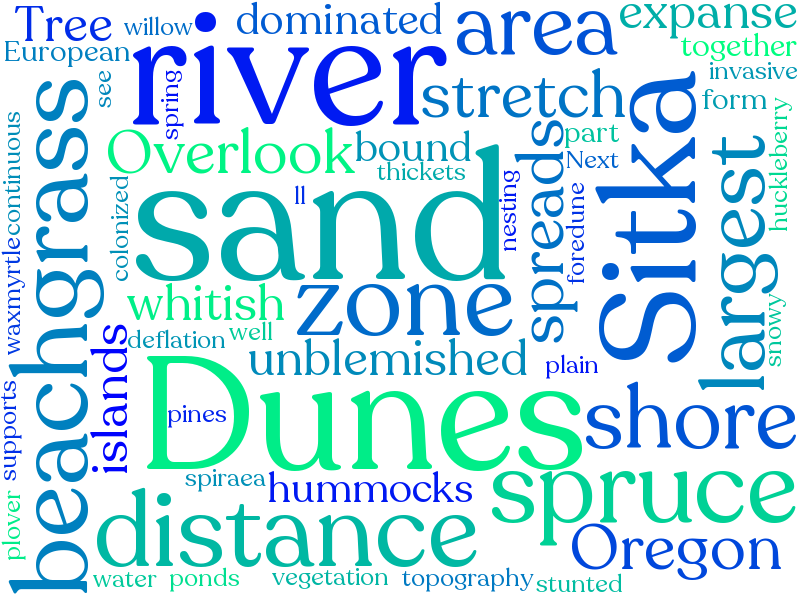 Tree
willow
dominated
area
expanse
European
river
together
see
spring
stretch
invasive
form
Overlook
bound
part
thickets
Next
continuous
beachgrass
colonized
ll
sand
nesting
spreads
foredune
Sitka
largest
huckleberry
waxmyrtle
whitish
zone
snowy
deflation
well
islands
unblemished
plain
supports
Dunes
pines
shore
spiraea
hummocks
spruce
plover
distance
Oregon
water
ponds
vegetation
topography
stunted